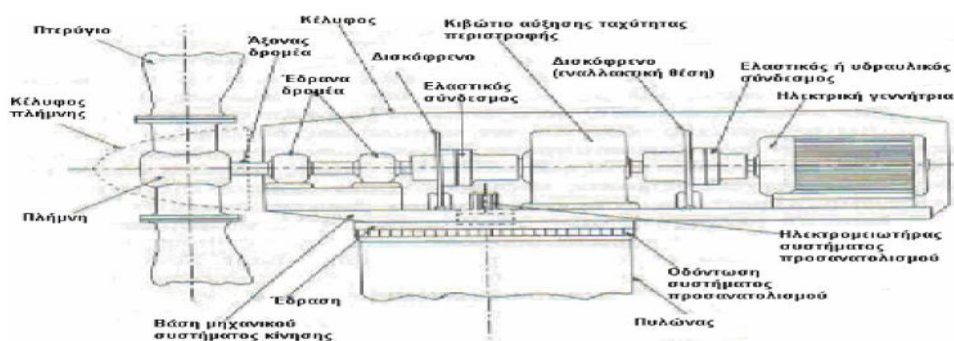 Πτερύγιο
Κέλυφος
πλήμνης
Πλήμνη
Άξονας
δρομέα
Έδρανα
δρομέα
Κέλυφος
Δισκόφρενο
Ελαστικός
σύνδεσμος
Κιβώτιο αύξησης ταχύτητας
περιστροφής
Δισκόφρενο
(εναλλακτική θέση)
Ελαστικός ή υδραυλικός
σύνδεσμος
Ηλεκτρική γεννήτρια
Ηλεκτρομειωτήρας
συστήματος
προσανατολισμού
Οδόντωση
συστήματος
προσανατολισμού
Πυλώνας
Έδραση
Βάση μηχανικού
συστήματος κίνησης